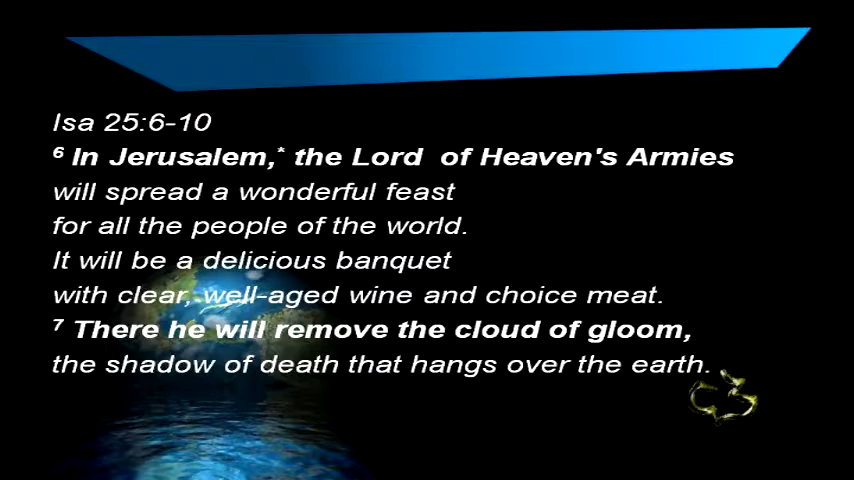 Isa 25:6-10
⁶ In Jerusalem,* the Lord of Heaven's Armies
will spread a wonderful feast
for all the people of the world.
It will be a delicious banquet
with clear, well-aged wine and choice meat.
⁷ There he will remove the cloud of gloom,
the shadow of death that hangs over the earth.
C3